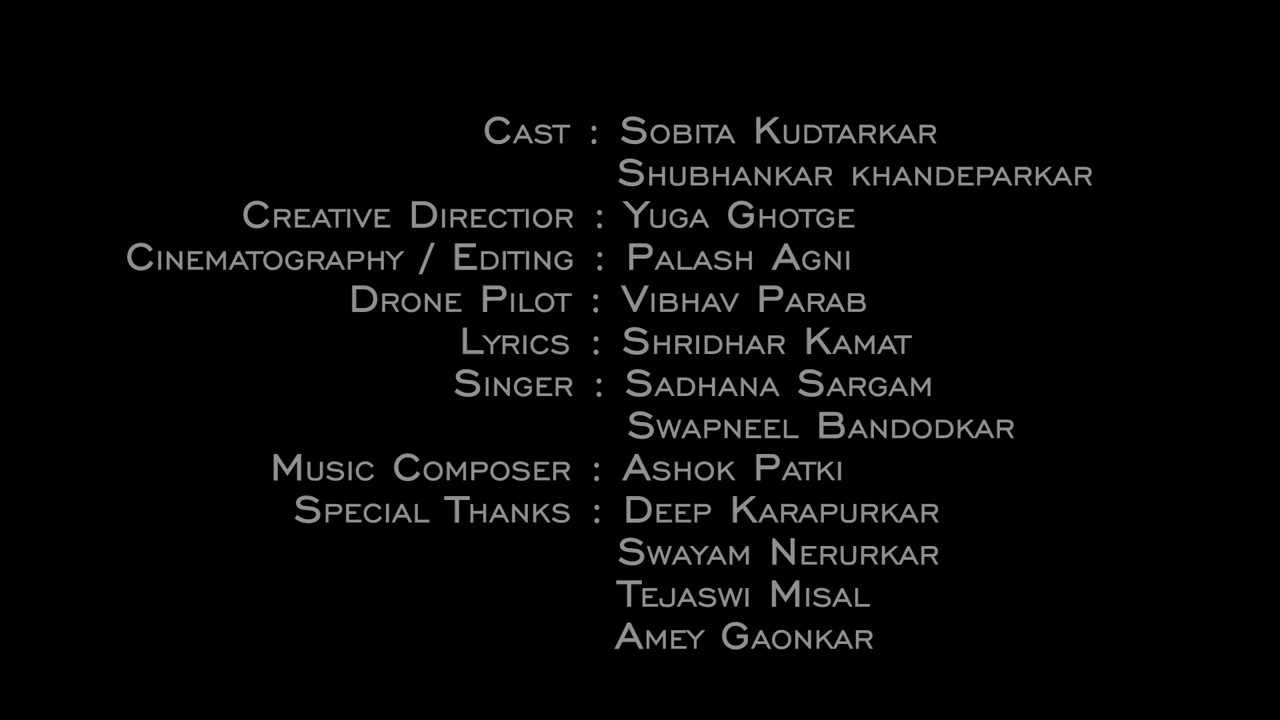 Cast : Sobita Kudtarkar
Shubhankar khandeparkar
Creative Directior : Yuga Ghotge
Cinematography / Editing : Palash Agni
Drone Pilot : Vibhav Parab
Lyrics : Shridhar Kamat
Singer : Sadhana Sargam
Swapneel Bandodkar
Music Composer : Ashok Patki
Special Thanks : Deep Karapurkar
Swayam Nerurkar
Tejaswi Misal
Amey Gaonkar